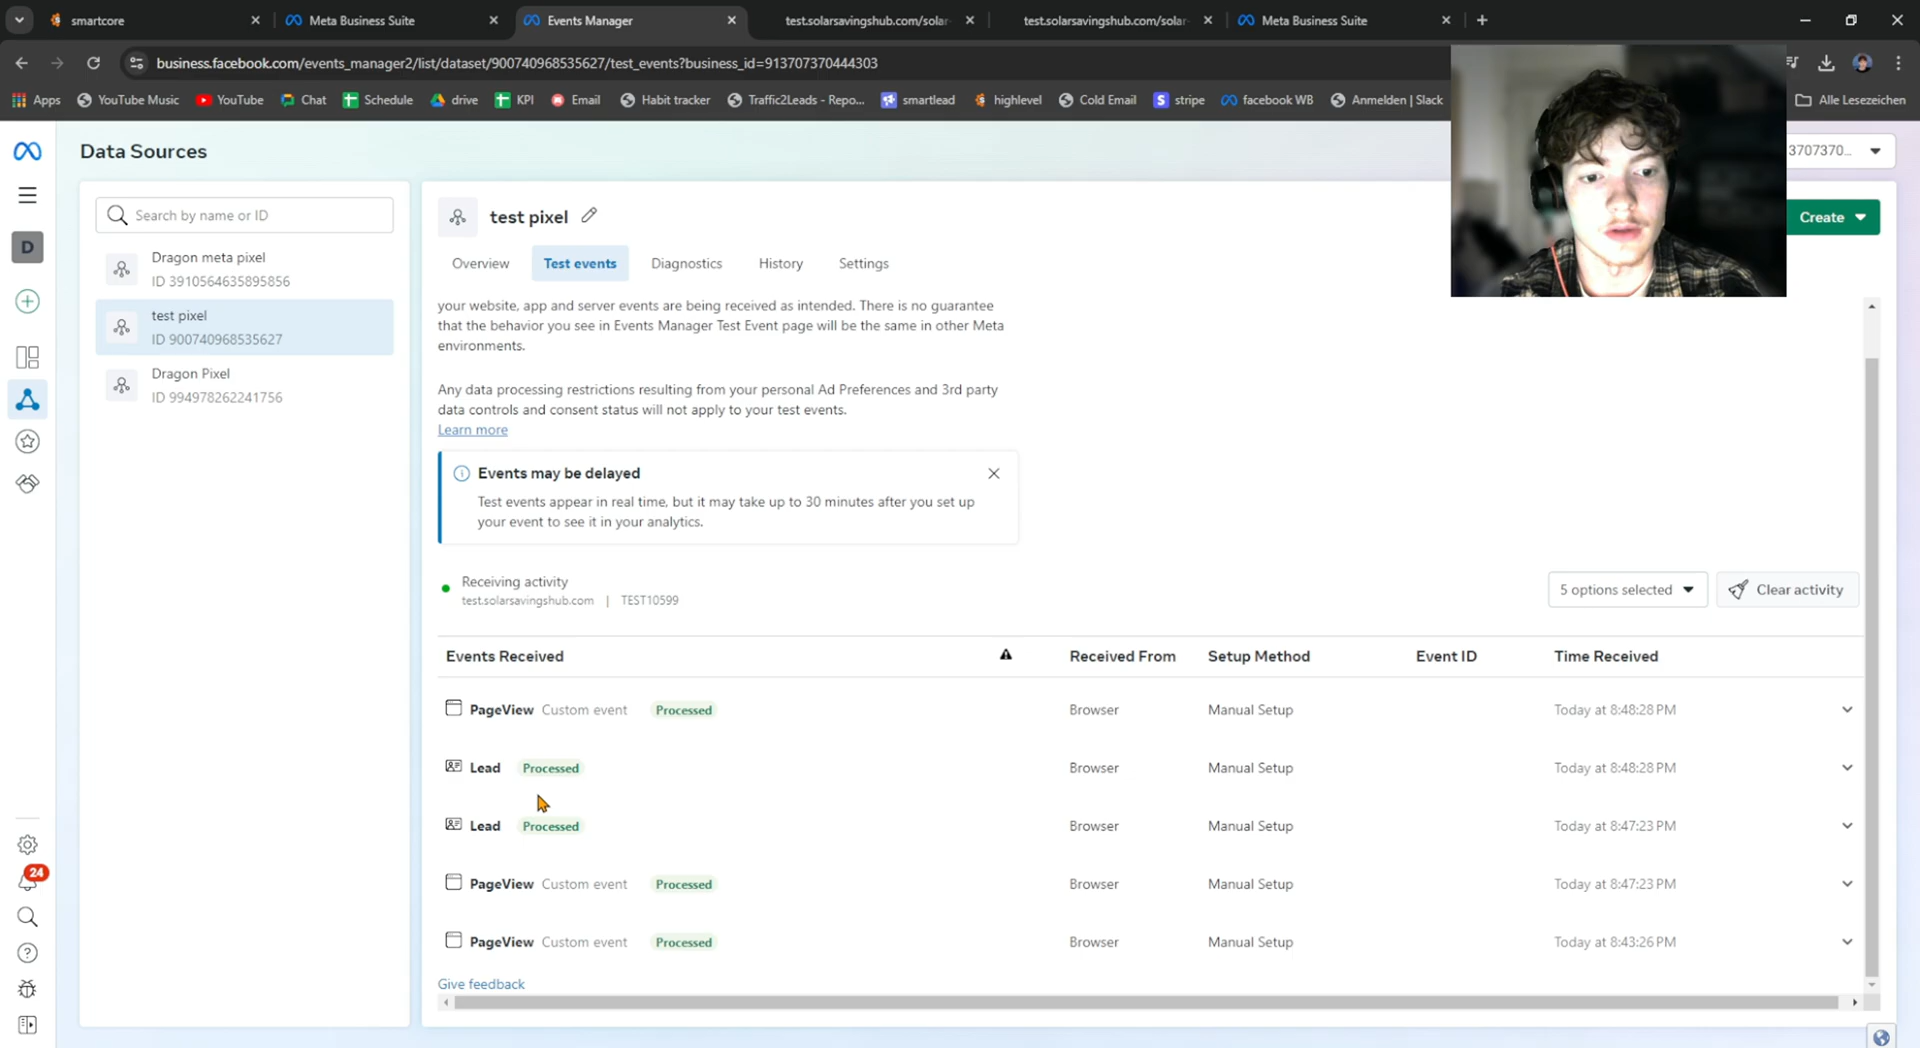 smartcore
Meta Business Suite
Events Manager
test.solarsavingshub.com/solar-
test.solarsavingshub.com/solar-
Meta Business Suite
business.facebook.com/events_manager2/list/dataset/900740968535627/test_events?business_id=913707370444303
Apps
YouTube Music
YouTube
Chat
Schedule
drive
KPI
Email
Habit tracker
Traffic2Leads - Repo...
smartlead
highlevel
Cold Email
stripe
facebook WB
Anmelden | Slack
Alle Lesezeichen
Data Sources
3707370...
Search by name or ID
D
Dragon meta pixel
ID 3910564635895856
test pixel
ID 900740968535627
Dragon Pixel
ID 994978262241756
24
test pixel
Create
Overview
Test events
Diagnostics
History
Settings
your website, app and server events are being received as intended. There is no guarantee
that the behavior you see in Events Manager Test Event page will be the same in other Meta
environments.
Any data processing restrictions resulting from your personal Ad Preferences and 3rd party
data controls and consent status will not apply to your test events.
Learn more
Events may be delayed
Test events appear in real time, but it may take up to 30 minutes after you set up
your event to see it in your analytics.
Receiving activity
test.solarsavingshub.com | TEST10599
5 options selected
Clear activity
Events Received Received From Setup Method Event ID Time Received
PageView Custom event Processed Browser Manual Setup Today at 8:48:28 PM
Lead Processed Browser Manual Setup Today at 8:48:28 PM
Lead Processed Browser Manual Setup Today at 8:47:23 PM
PageView Custom event Processed Browser Manual Setup Today at 8:47:23 PM
PageView Custom event Processed Browser Manual Setup Today at 8:43:26 PM
Give feedback